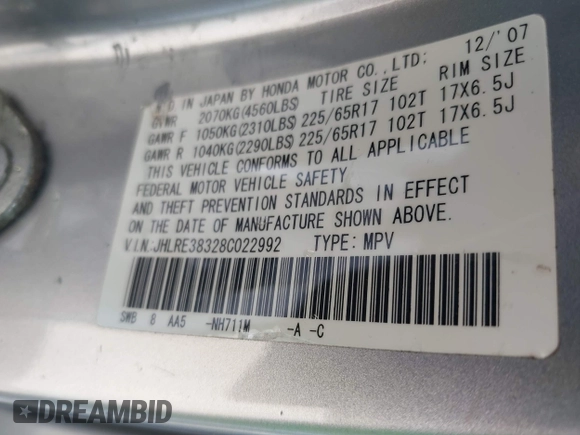 12/'07
IN JAPAN BY HONDA MOTOR CO.,LTD:
GVWR 2070KG(4560LBS) TIRE SIZE RIM SIZE
GAWR F 1050KG(2310LBS) 225/65R17 102T 17X6.5J
GAWR R 1040KG(2290LBS) 225/65R17 102T 17X6.5J
THIS VEHICLE CONFORMS TO ALL APPLICABLE
FEDERAL MOTOR VEHICLE SAFETY
AND THEFT PREVENTION STANDARDS IN EFFECT
ON THE DATE OF MANUFACTURE SHOWN ABOVE.
V.I.N.:JHLRE38328C022992 TYPE: MPV
SWB 8 AA5 -NH711M -A -C
DREAMBID